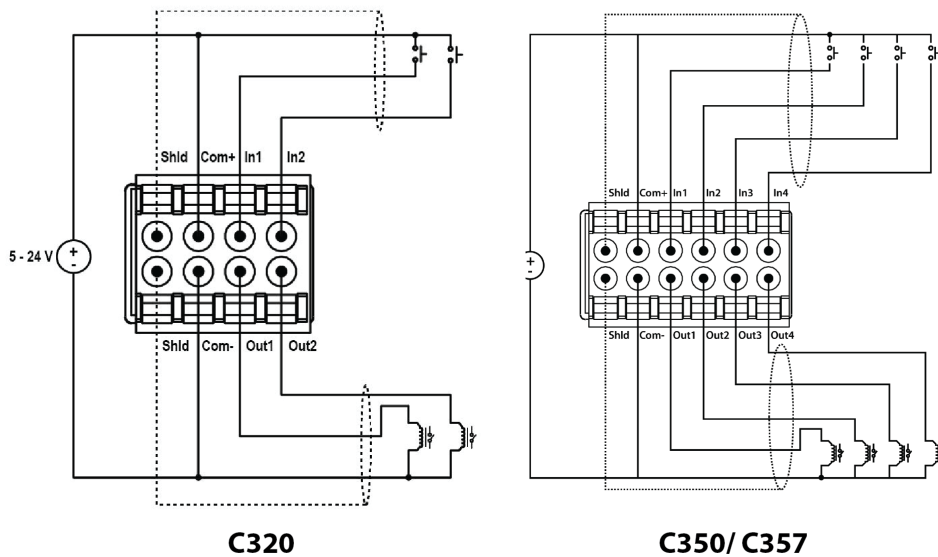 Shld Com+ In1 In2
5 - 24 V
+
-
Shld Com- Out1 Out2
C320
Shld Com+ In1 In2 In3 In4
+
-
Shld Com- Out1 Out2 Out3 Out4
C350/ C357